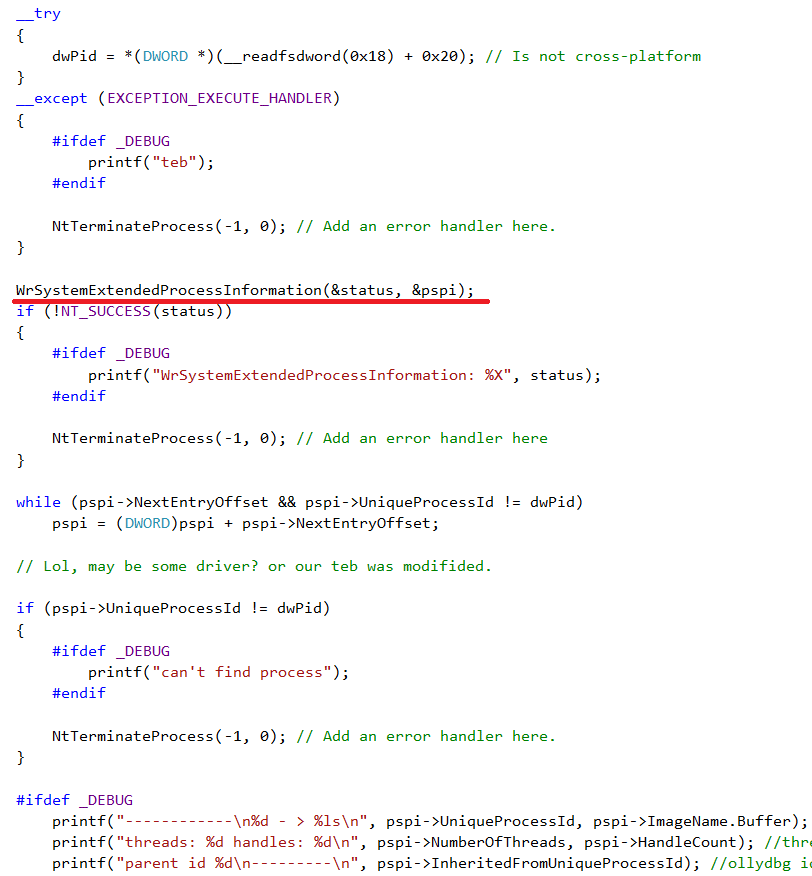 __try
{
    dwPid = *(DWORD *)(__readfsdword(0x18) + 0x20); // Is not cross-platform
}
__except (EXCEPTION_EXECUTE_HANDLER)
{
    #ifdef _DEBUG
        printf("teb");
    #endif
    NtTerminateProcess(-1, 0); // Add an error handler here.
}
WrSystemExtendedProcessInformation(&status, &pspi);
if (!NT_SUCCESS(status))
{
    #ifdef _DEBUG
        printf("WrSystemExtendedProcessInformation: %X", status);
    #endif
    NtTerminateProcess(-1, 0); // Add an error handler here
}
while (pspi->NextEntryOffset && pspi->UniqueProcessId != dwPid)
    pspi = (DWORD)pspi + pspi->NextEntryOffset;
// Lol, may be some driver? or our teb was modifided.
if (pspi->UniqueProcessId != dwPid)
{
    #ifdef _DEBUG
        printf("can't find process");
    #endif
    NtTerminateProcess(-1, 0); // Add an error handler here.
}
#ifdef _DEBUG
    printf("------------\n%d - > %ls\n", pspi->UniqueProcessId, pspi->ImageName.Buffer);
    printf("threads: %d handles: %d\n", pspi->NumberOfThreads, pspi->HandleCount); //thre
    printf("parent id %d\n---------\n", pspi->InheritedFromUniqueProcessId); //ollydbg id